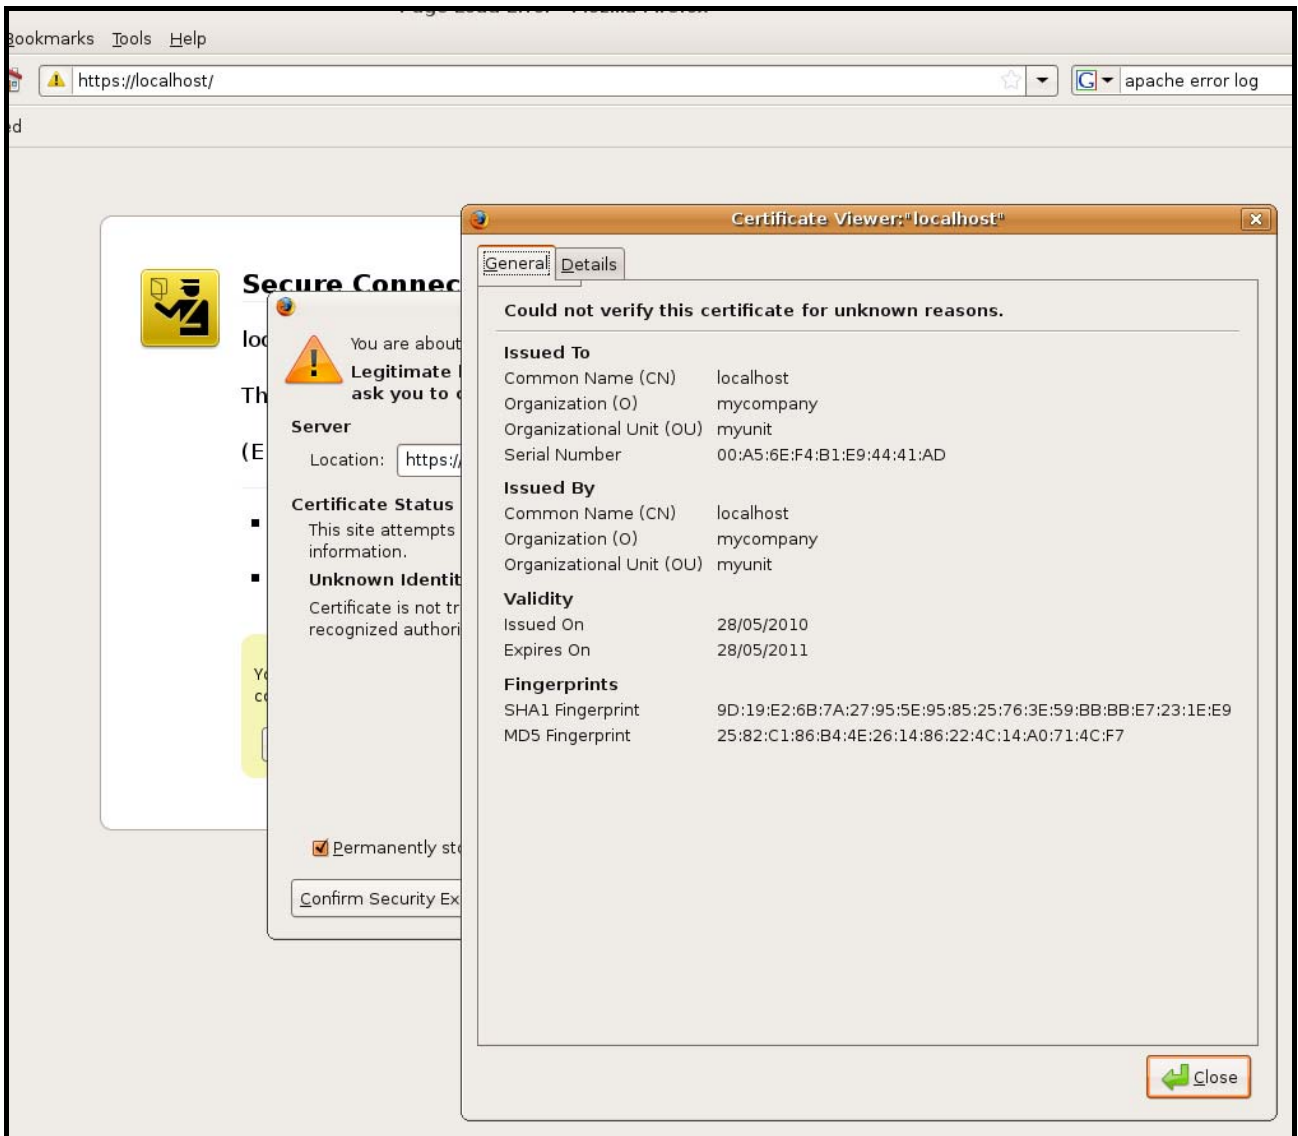 Bookmarks Tools Help
https://localhost/
apache error log
ed
Certificate Viewer:"localhost"
General Details
Could not verify this certificate for unknown reasons.
Issued To
Common Name (CN) localhost
Organization (O) mycompany
Organizational Unit (OU) myunit
Serial Number 00:A5:6E:F4:B1:E9:44:41:AD
Issued By
Common Name (CN) localhost
Organization (O) mycompany
Organizational Unit (OU) myunit
Validity
Issued On 28/05/2010
Expires On 28/05/2011
Fingerprints
SHA1 Fingerprint 9D:19:E2:6B:7A:27:95:5E:95:85:25:76:3E:59:BB:BB:E7:23:1E:E9
MD5 Fingerprint 25:82:C1:86:B4:4E:26:14:86:22:4C:14:A0:71:4C:F7
Close
Secure Connec
loc
Th
(E
Yo
co
You are about
Legitimate
ask you to
Server
Location: https://
Certificate Status
This site attempts
information.
Unknown Identit
Certificate is not tr
recognized authori
Permanently sto
Confirm Security Ex